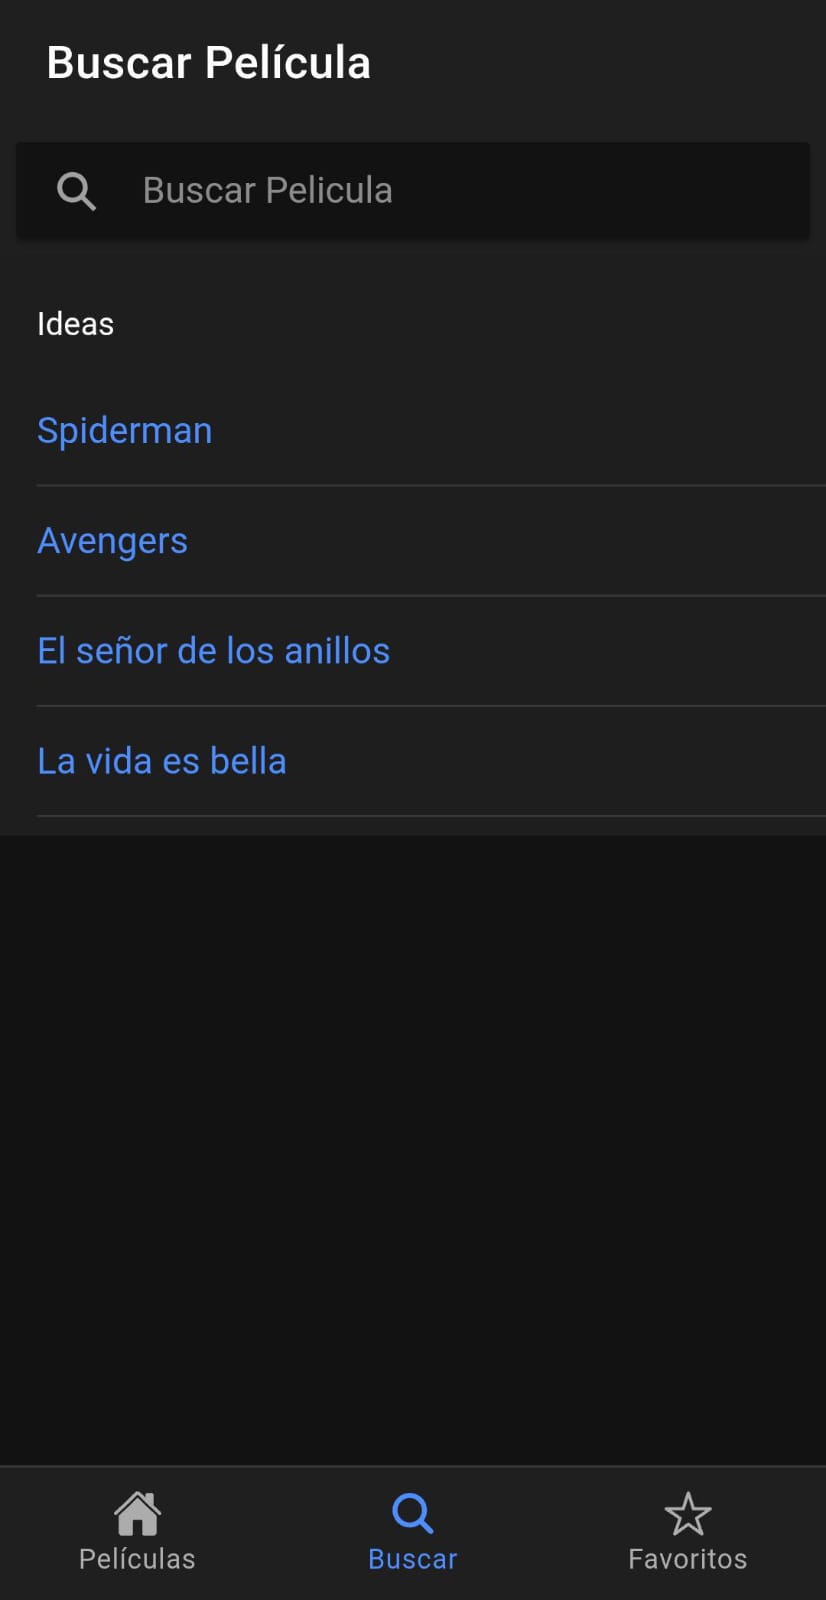 Buscar Película
Buscar Pelicula
Ideas
Spiderman
Avengers
El señor de los anillos
La vida es bella
Películas
Buscar
Favoritos